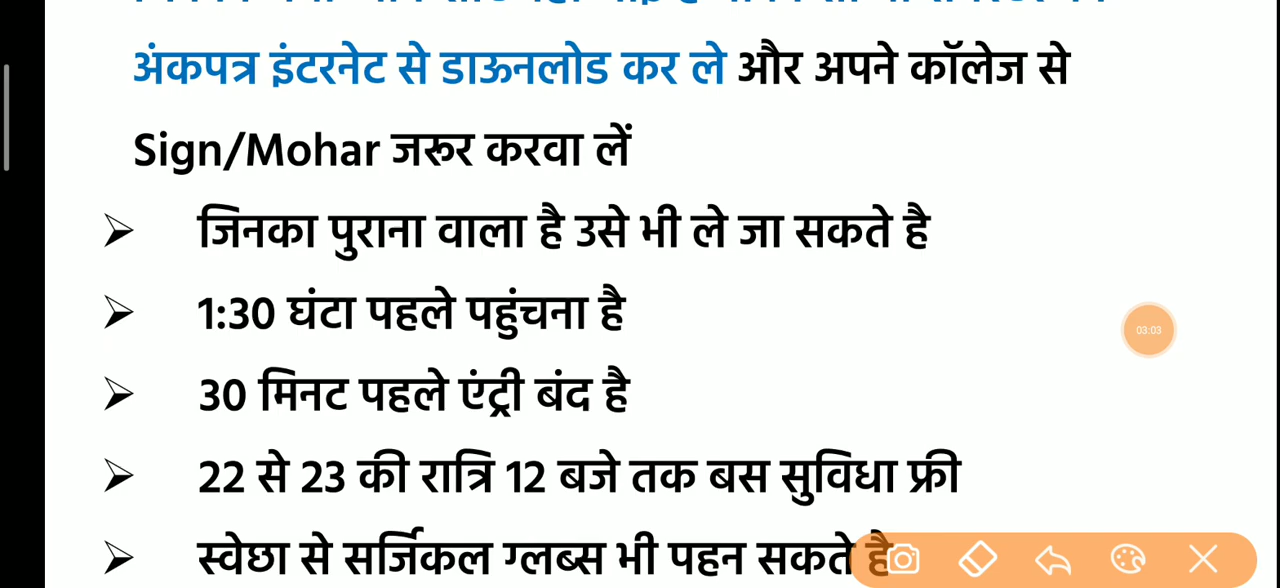 अंकपत्र इंटरनेट से डाऊनलोड कर ले और अपने कॉलेज से
Sign/Mohar जरूर करवा लें
➢ जिनका पुराना वाला है उसे भी ले जा सकते है
➢ 1:30 घंटा पहले पहुंचना है
03:03
➢ 30 मिनट पहले एंट्री बंद है
➢ 22 से 23 की रात्रि 12 बजे तक बस सुविधा फ्री
➢ स्वेछा से सर्जिकल ग्लब्स भी पहन सकते है